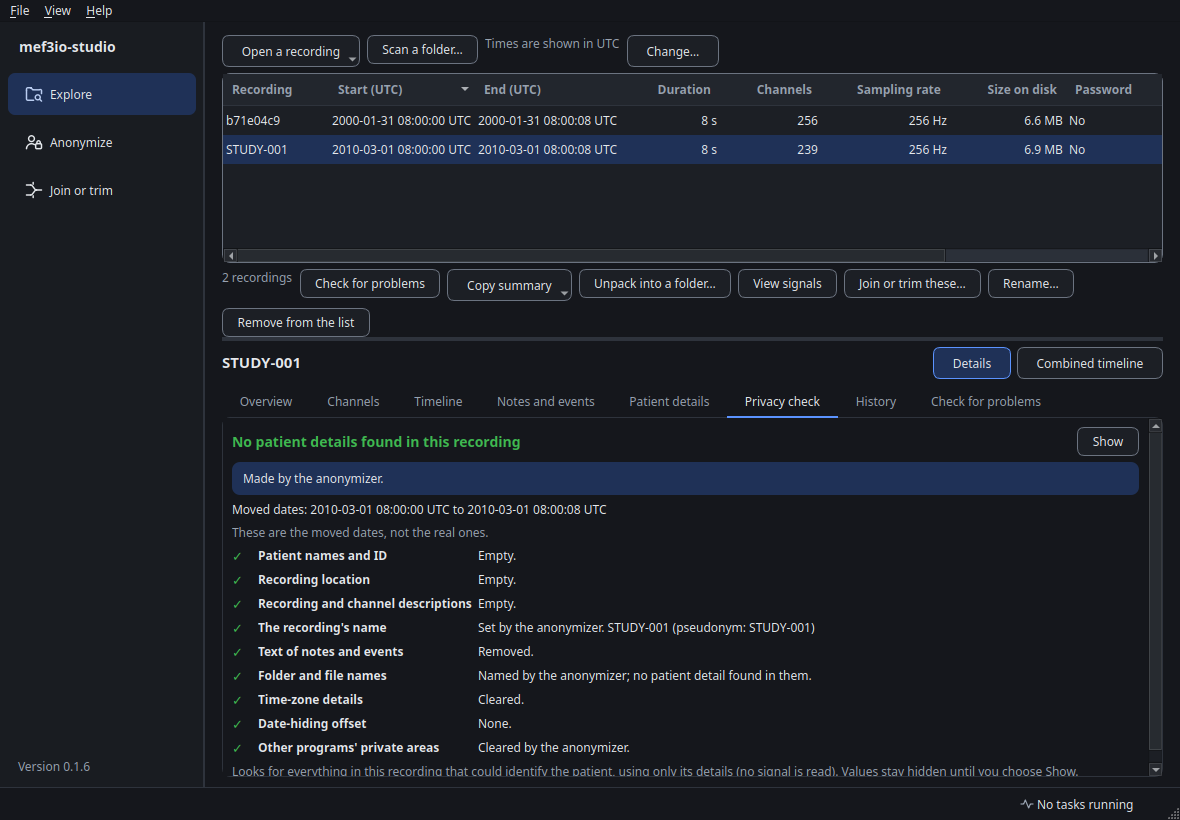 File View Help
mef3io-studio
Explore
Anonymize
Join or trim
Version 0.1.6
Open a recording Scan a folder... Times are shown in UTC Change...
Recording Start (UTC) End (UTC) Duration Channels Sampling rate Size on disk Password
b71e04c9 2000-01-31 08:00:00 UTC 2000-01-31 08:00:08 UTC 8 s 256 256 Hz 6.6 MB No
STUDY-001 2010-03-01 08:00:00 UTC 2010-03-01 08:00:08 UTC 8 s 239 256 Hz 6.9 MB No
2 recordings Check for problems Copy summary Unpack into a folder... View signals Join or trim these... Rename...
Remove from the list
STUDY-001 Details Combined timeline
Overview Channels Timeline Notes and events Patient details Privacy check History Check for problems
No patient details found in this recording Show
Made by the anonymizer.
Moved dates: 2010-03-01 08:00:00 UTC to 2010-03-01 08:00:08 UTC
These are the moved dates, not the real ones.
✓ Patient names and ID Empty.
✓ Recording location Empty.
✓ Recording and channel descriptions Empty.
✓ The recording's name Set by the anonymizer. STUDY-001 (pseudonym: STUDY-001)
✓ Text of notes and events Removed.
✓ Folder and file names Named by the anonymizer; no patient detail found in them.
✓ Time-zone details Cleared.
✓ Date-hiding offset None.
✓ Other programs' private areas Cleared by the anonymizer.
Looks for everything in this recording that could identify the patient, using only its details (no signal is read). Values stay hidden until you choose Show.
No tasks running